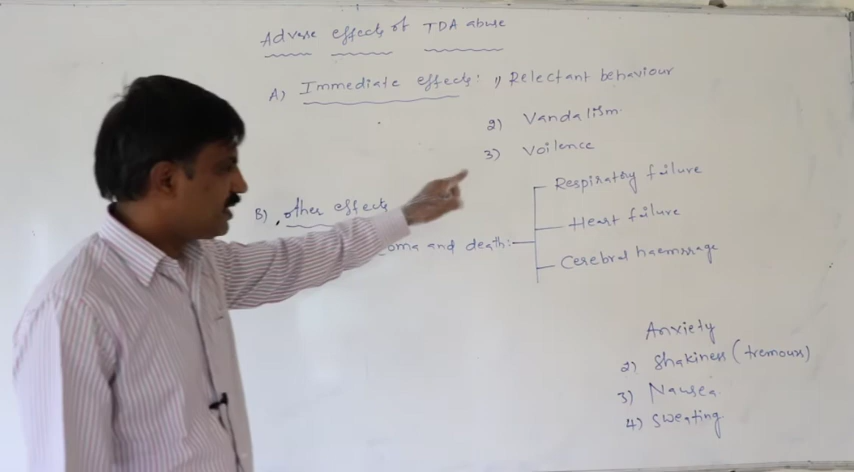 Adverse effects of TDA abuse
A) Immediate effects: 1) Relectant behaviour
2) Vandalism
3) Voilence
B) other effects
oma and death:
Respiratory failure
Heart failure
Cerebral haemorrage
Anxiety
2) Shakiness (tremours)
3) Nausea
4) Sweating